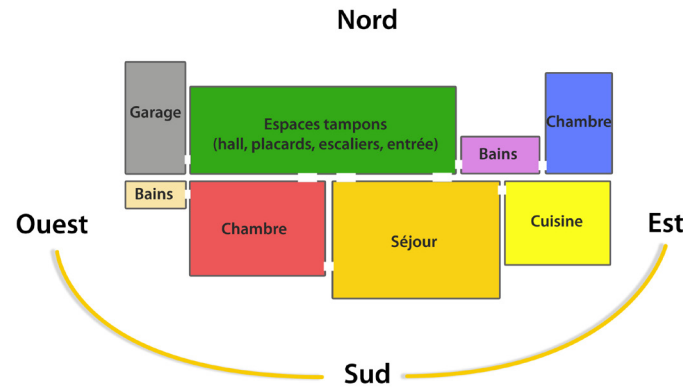 Nord
Garage
Espaces tampons
(hall, placards, escaliers, entrée)
Chambre
Bains
Bains
Ouest
Chambre
Séjour
Cuisine
Est
Sud